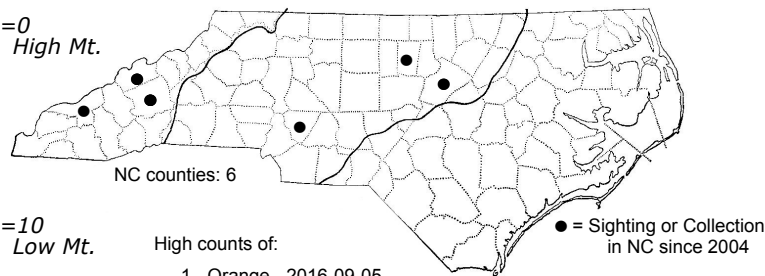 =0
High Mt.
NC counties: 6
=10
Low Mt.
High counts of:
● = Sighting or Collection
in NC since 2004
1 - Orange - 2016-09-05